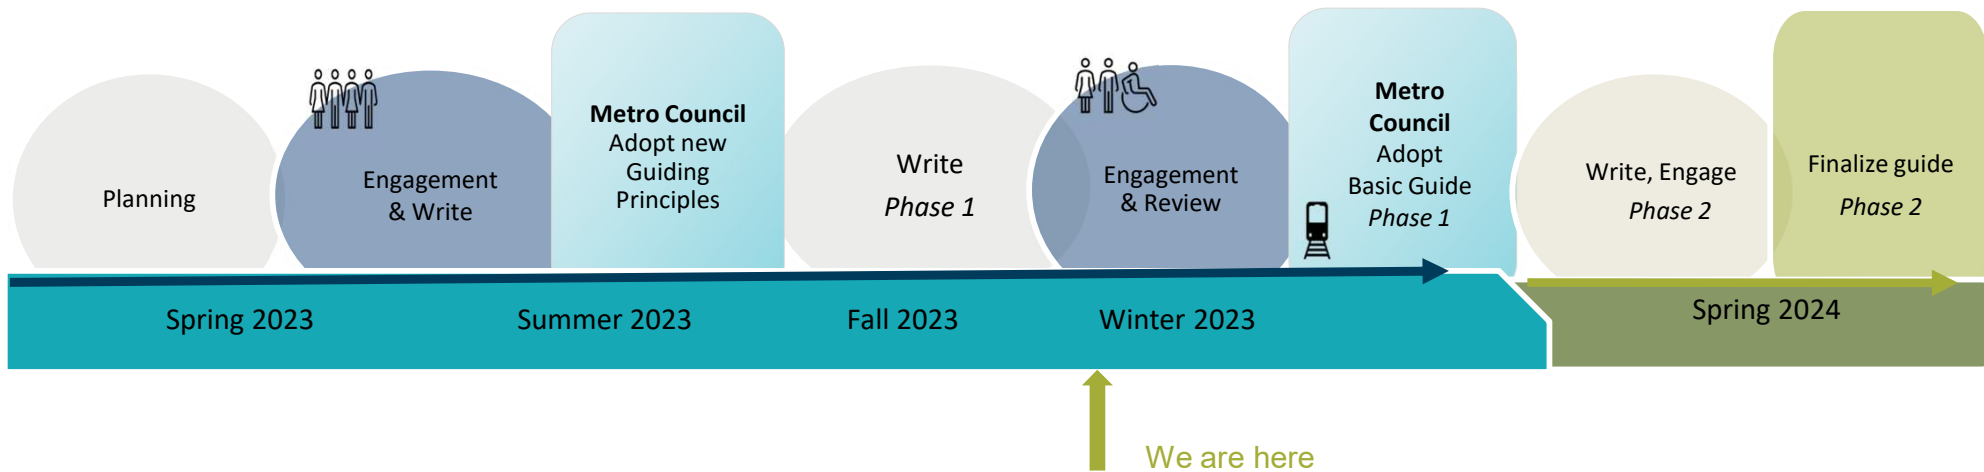 Planning
Engagement
& Write
Metro Council
Adopt new
Guiding
Principles
Write
Phase 1
Engagement
& Review
Metro
Council
Adopt
Basic Guide
Phase 1
Write, Engage
Phase 2
Finalize guide
Phase 2
Spring 2023
Summer 2023
Fall 2023
Winter 2023
Spring 2024
We are here